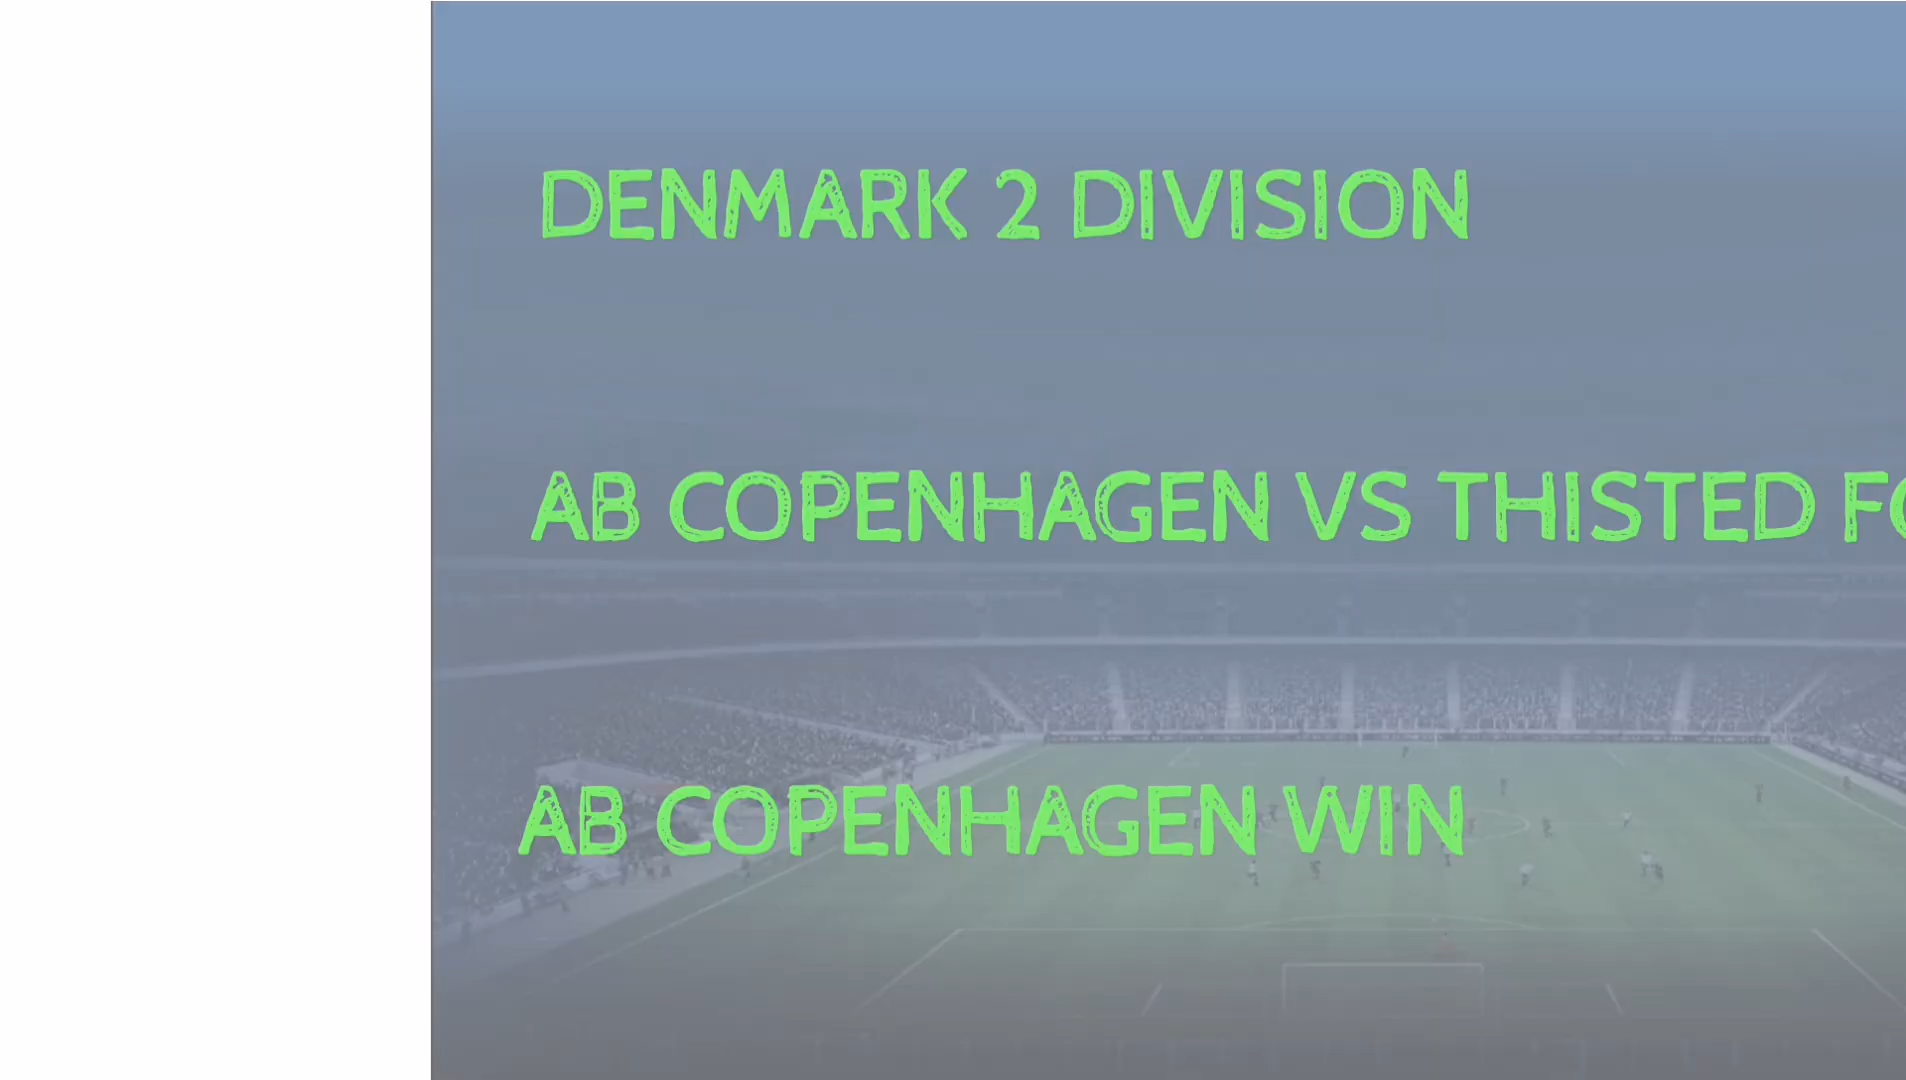 DENMARK 2 DIVISION
AB COPENHAGEN VS THISTED
AB COPENHAGEN WIN